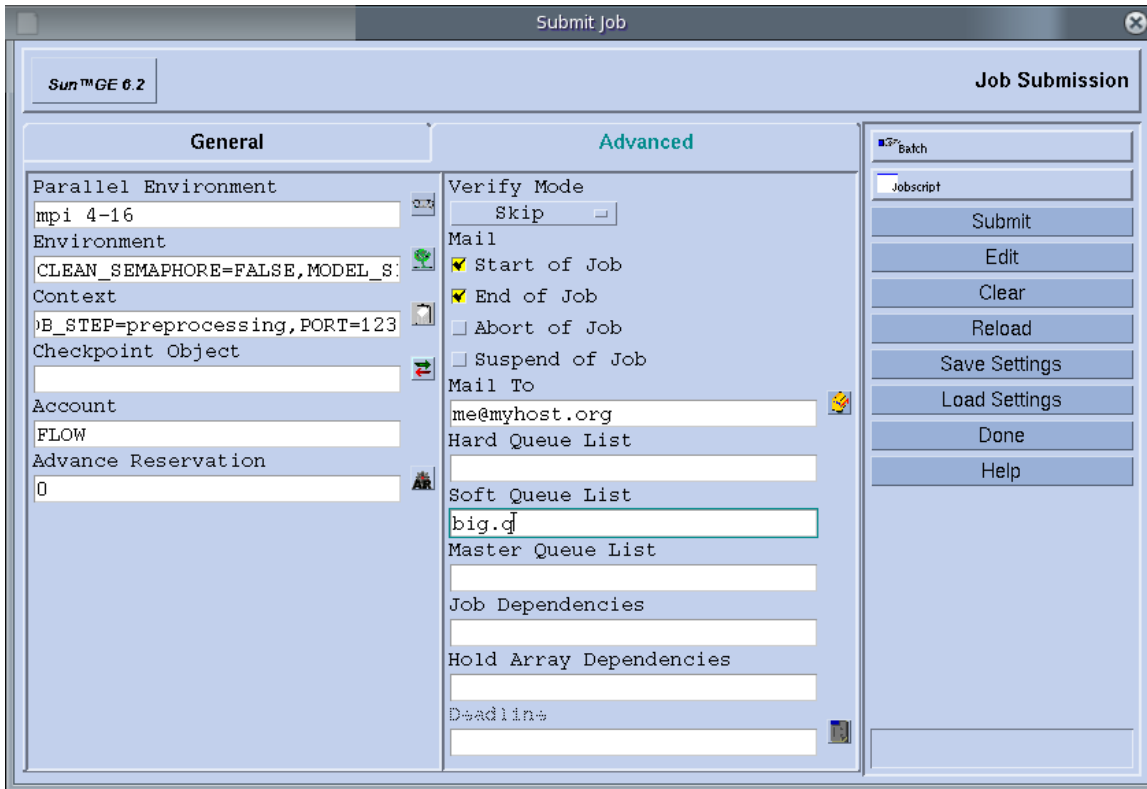 Submit Job
Sun™GE 6.2
Job Submission
General
Advanced
Parallel Environment
mpi 4-16
Environment
CLEAN_SEMAPHORE=FALSE,MODEL_S
Context
B_STEP=preprocessing,PORT=123
Checkpoint Object
Account
FLOW
Advance Reservation
0
AR
Verify Mode
Skip
Mail
Start of Job
End of Job
Abort of Job
Suspend of Job
Mail To
me@myhost.org
Hard Queue List
Soft Queue List
big.q
Master Queue List
Job Dependencies
Hold Array Dependencies
Deadline
Batch
Jobscript
Submit
Edit
Clear
Reload
Save Settings
Load Settings
Done
Help